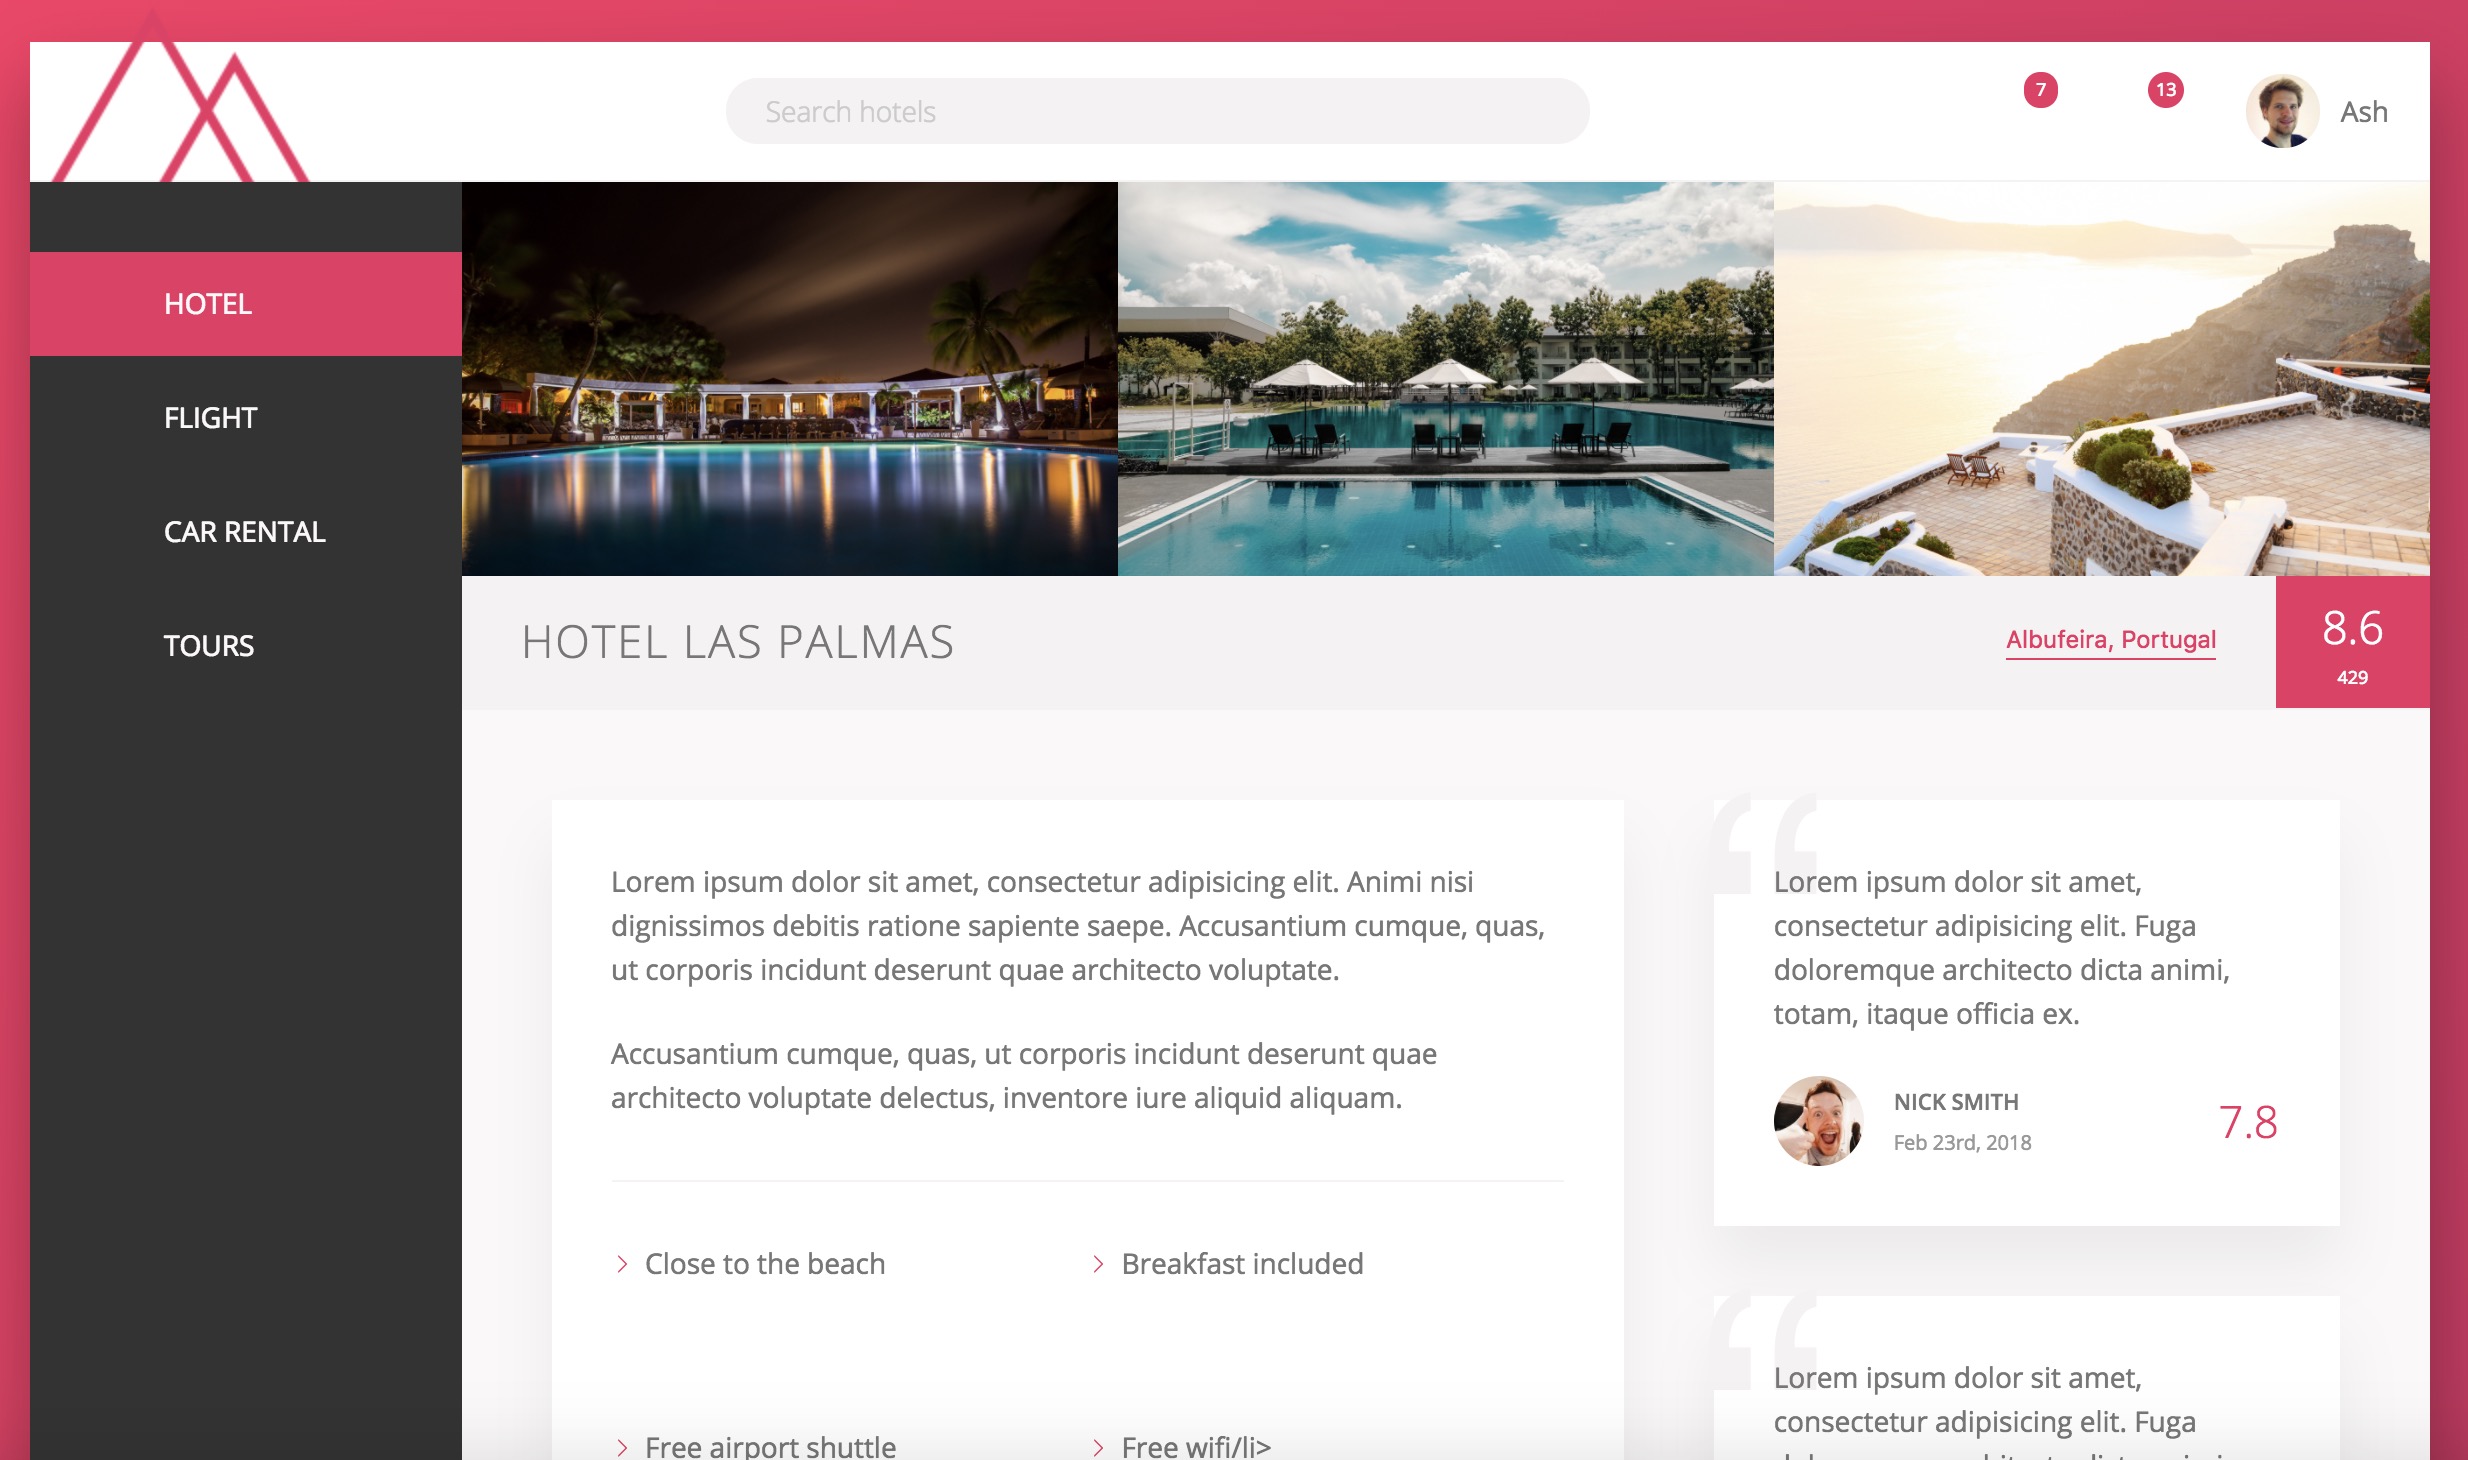 Search hotels
7
13
Ash
HOTEL
FLIGHT
CAR RENTAL
TOURS
HOTEL LAS PALMAS
Albufeira, Portugal
8.6
429
Lorem ipsum dolor sit amet, consectetur adipisicing elit. Animi nisi
dignissimos debitis ratione sapiente saepe. Accusantium cumque, quas,
ut corporis incidunt deserunt quae architecto voluptate.
Accusantium cumque, quas, ut corporis incidunt deserunt quae
architecto voluptate delectus, inventore iure aliquid aliquam.
Close to the beach
Breakfast included
Free airport shuttle
Free wifi/li>
“
Lorem ipsum dolor sit amet,
consectetur adipisicing elit. Fuga
doloremque architecto dicta animi,
totam, itaque officia ex.
NICK SMITH
Feb 23rd, 2018
7.8
“
Lorem ipsum dolor sit amet,
consectetur adipisicing elit. Fuga